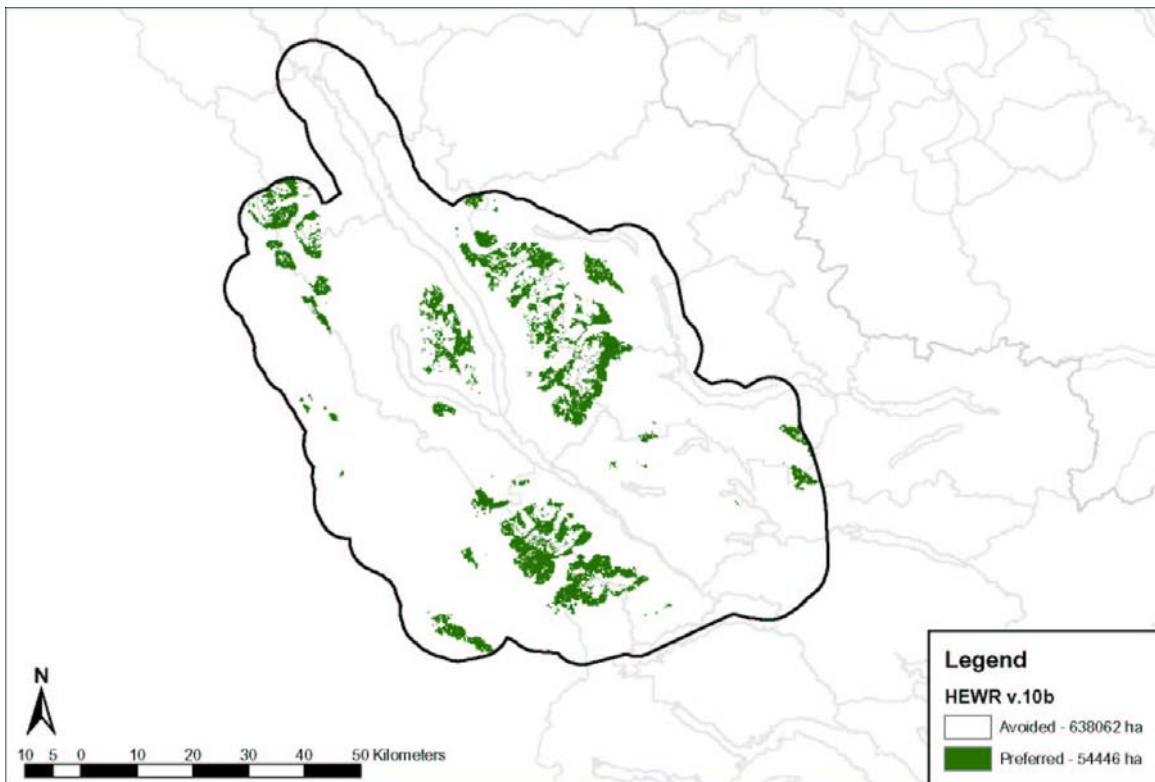 Legend
HEWR v.10b
Avoided - 638062 ha
Preferred - 54446 ha
N
10 5 0 10 20 30 40 50 Kilometers